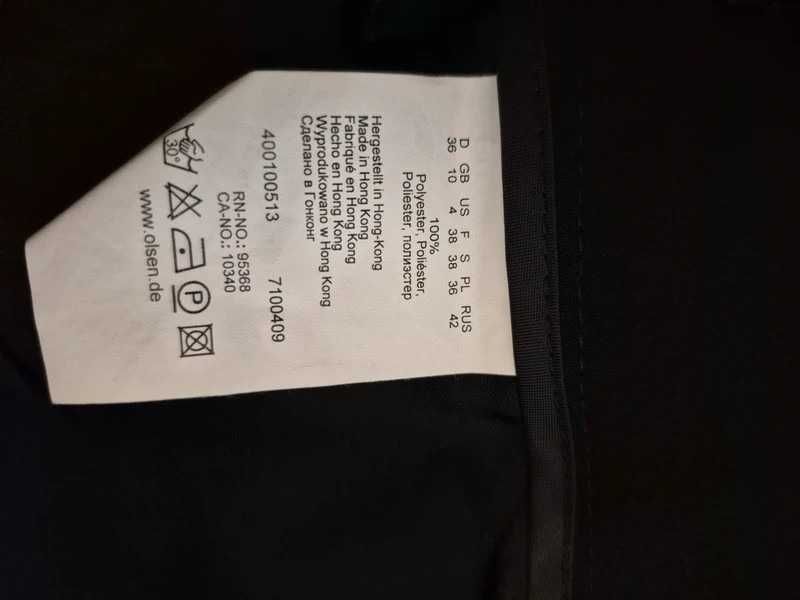 D GB US F S PL RUS
36 10 4 38 38 36 42
100%
Polyester, Poliéster,
Poliester, полиэстер
Hergestellt in Hong-Kong
Made in Hong Kong
Fabriqué en Hong Kong
Hecho en Hong Kong
Wyprodukowano w Hong Kong
Сделано в Гонконг
400100513 7100409
RN-NO.: 95368
CA-NO.: 10340
30° P
www.olsen.de